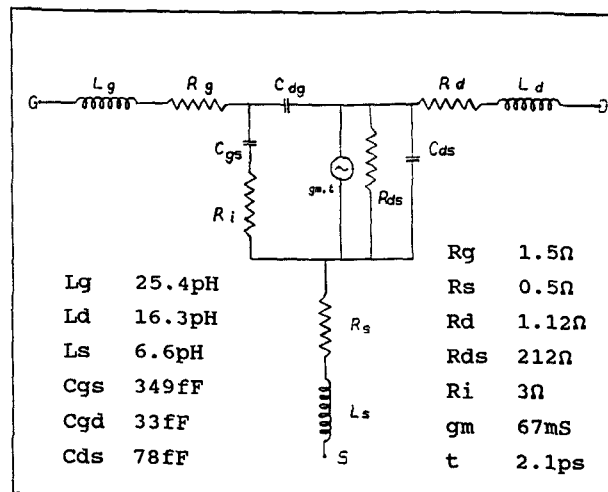 Lg Rg Cdg Rd Ld
G D
Cgs gm,t Rds Cds
Ri
Rs
Ls
S
Lg 25.4pH
Ld 16.3pH
Ls 6.6pH
Cgs 349fF
Cgd 33fF
Cds 78fF
Rg 1.5Ω
Rs 0.5Ω
Rd 1.12Ω
Rds 212Ω
Ri 3Ω
gm 67mS
t 2.1ps